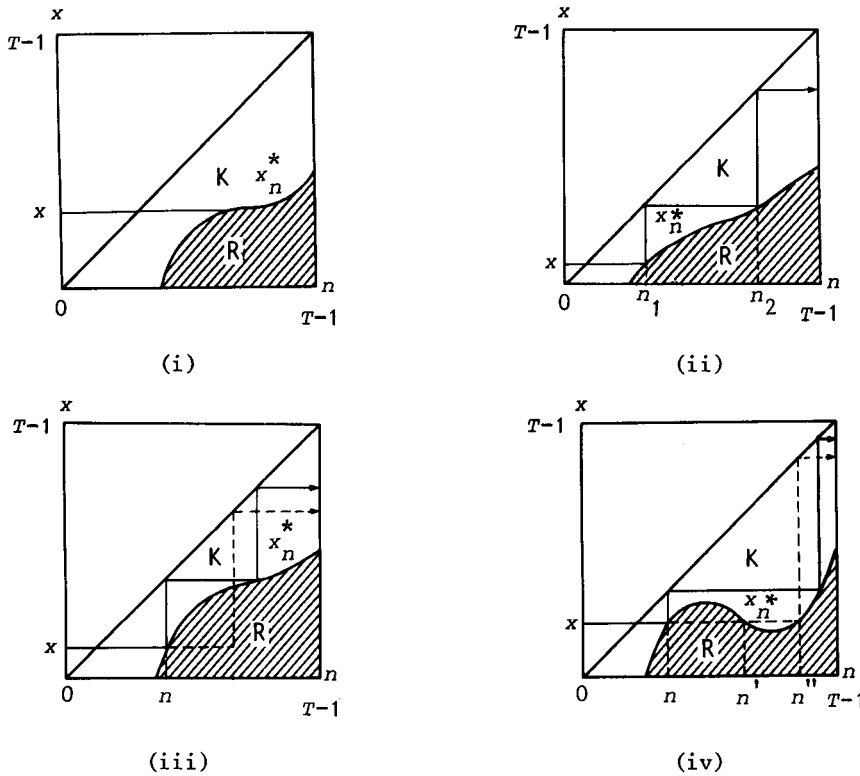 x
T-1
K
x*n
x
R
0
n
T-1
(i)
x
T-1
K
x*n
x
R
0
n1
n2
n
T-1
(ii)
x
T-1
K
x*n
x
R
0
n
n
T-1
(iii)
x
T-1
K
x*n
x
R
0
n
n'
n"
n
T-1
(iv)